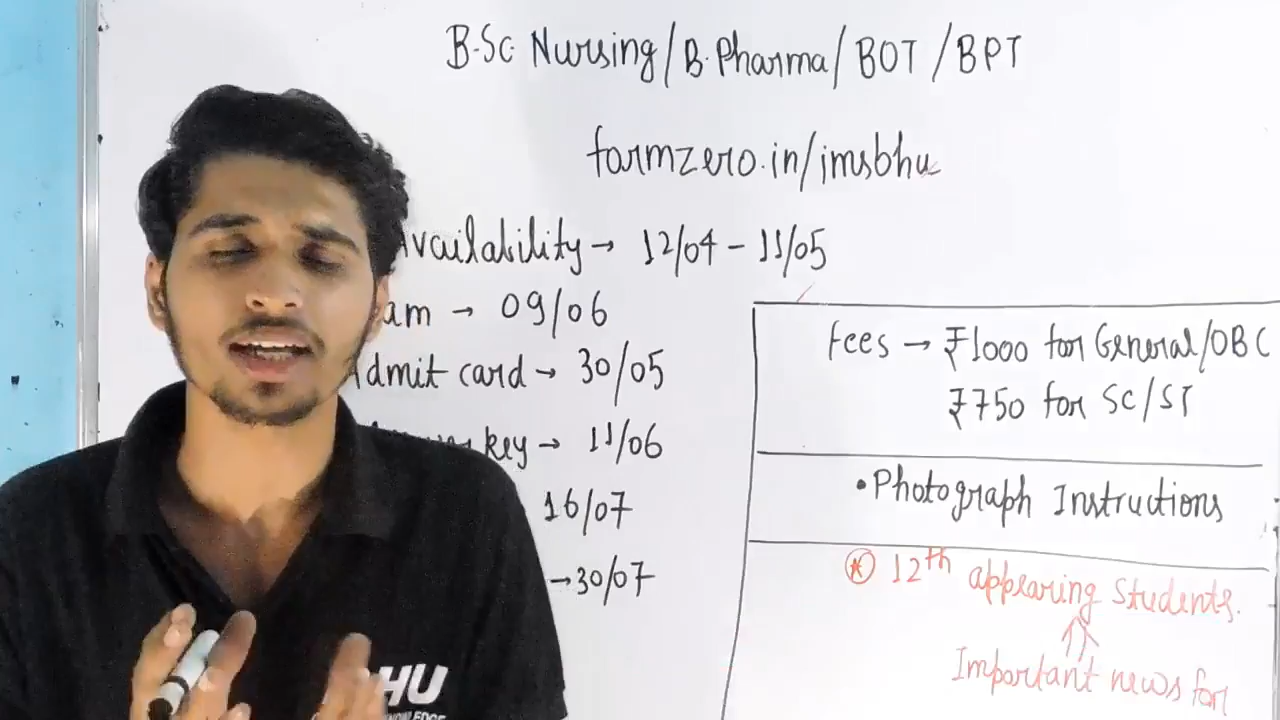 B.Sc. Nursing/B.Pharma/BOT/BPT
formzero.in/imsbhu
Availability → 12/04 - 11/05
am → 09/06
Admit card → 30/05
key → 11/06
16/07
→ 30/07
Fees → ₹1000 for General/OBC
₹750 for SC/ST
• Photograph Instructions
12th appearing Students.
Important news for
HU